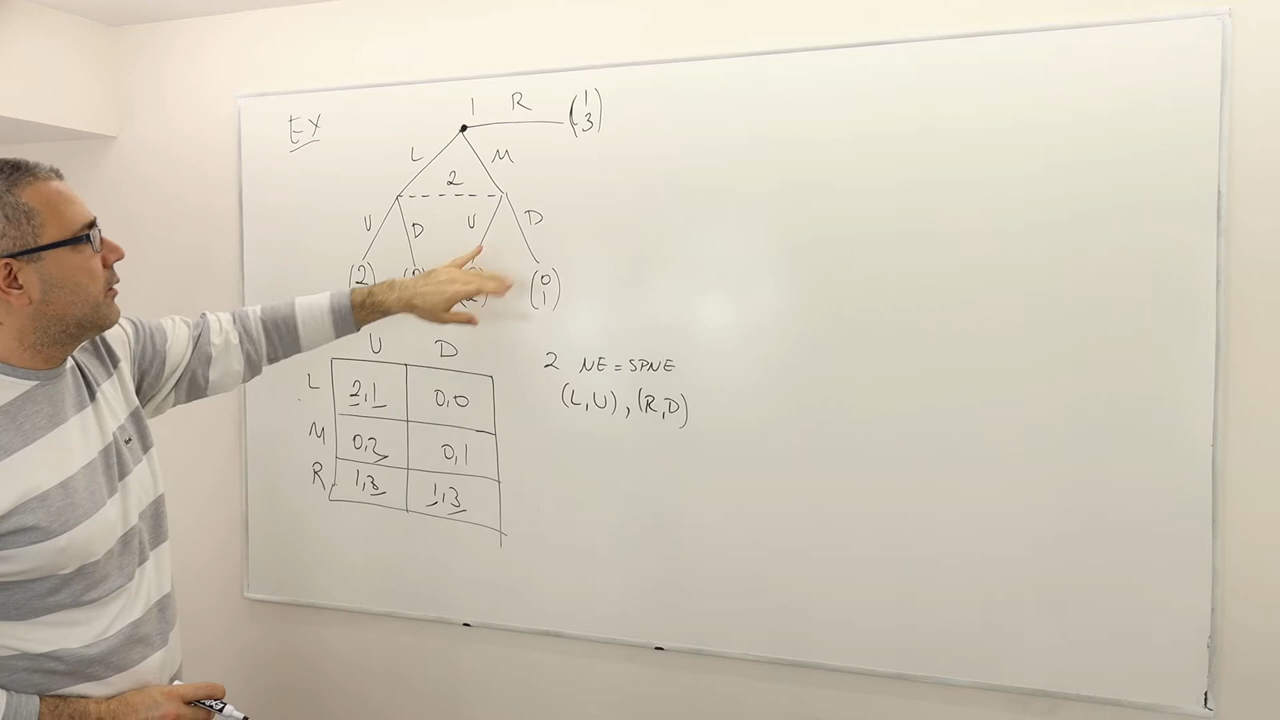 EX
1 R (1
3)
L M
2
U D U D
(2 (0
1)
U D
L 2,1 0,0
M 0,2 0,1
R 1,3 1,3
2 NE = SPNE
(L,U), (R,D)